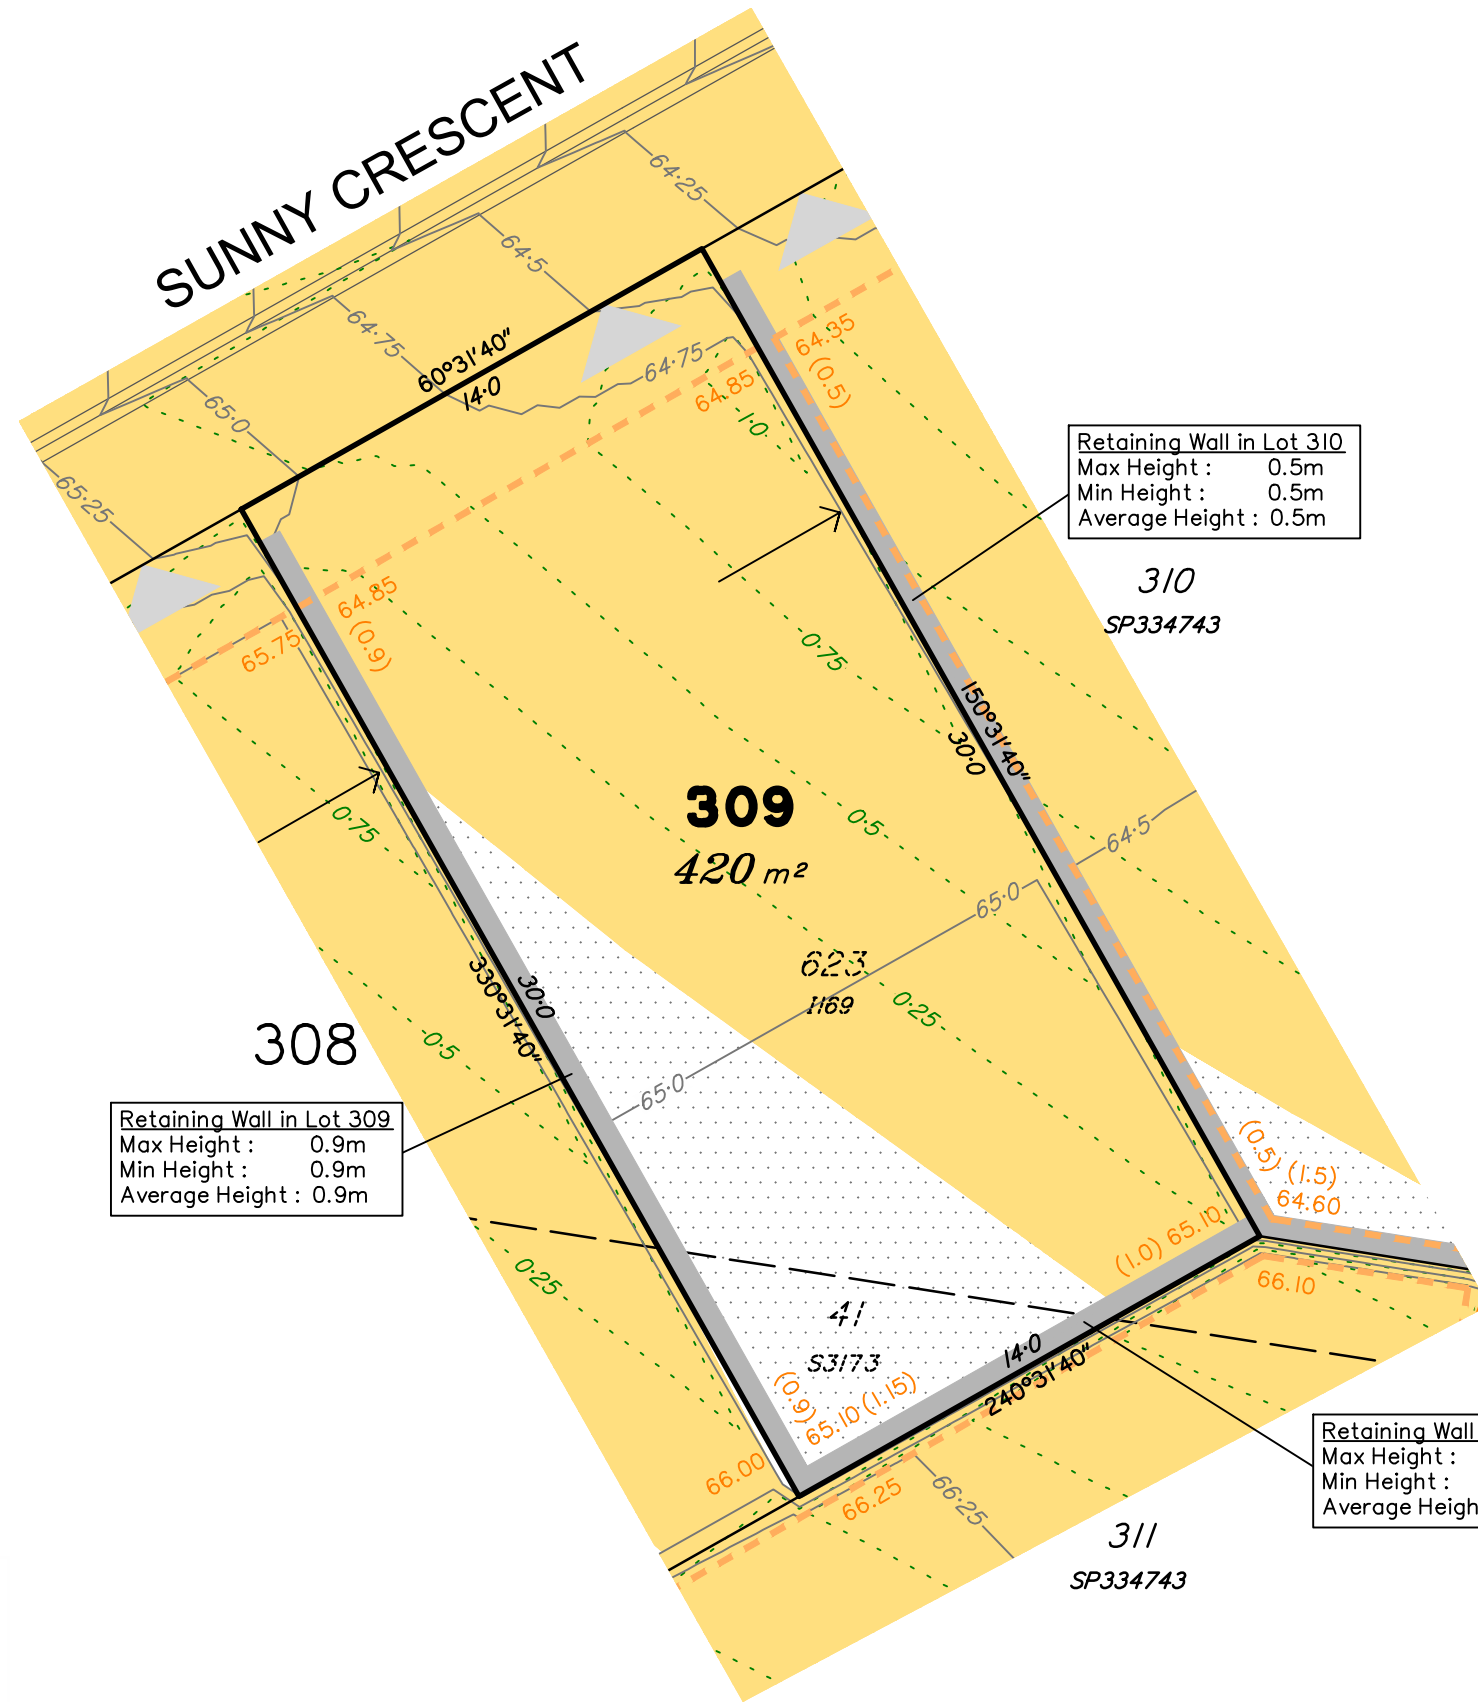 SUNNY CRESCENT
64·25
64·5
64·75
65·0
65·25
60°31'40"
14·0
64·75
64.85
64.35
(0.5)
1·0
Retaining Wall in Lot 310
Max Height : 0.5m
Min Height : 0.5m
Average Height : 0.5m
310
SP334743
64.85
(0.9)
65.75
0·75
150°31'40"
30·0
309
420 m²
0·75
0·5
64·5
65·0
623
H69
0·25
330°31'40"
30·0
308
0·5
65·0
Retaining Wall in Lot 309
Max Height : 0.9m
Min Height : 0.9m
Average Height : 0.9m
(0.5) (1.5)
64.60
(1.0) 65.10
66.10
0·25
41
S3173
14·0
240°31'40"
(0.9)
65.10 (1.15)
66.00
66.25
66·25
Retaining Wall
Max Height :
Min Height :
Average Heigh
311
SP334743